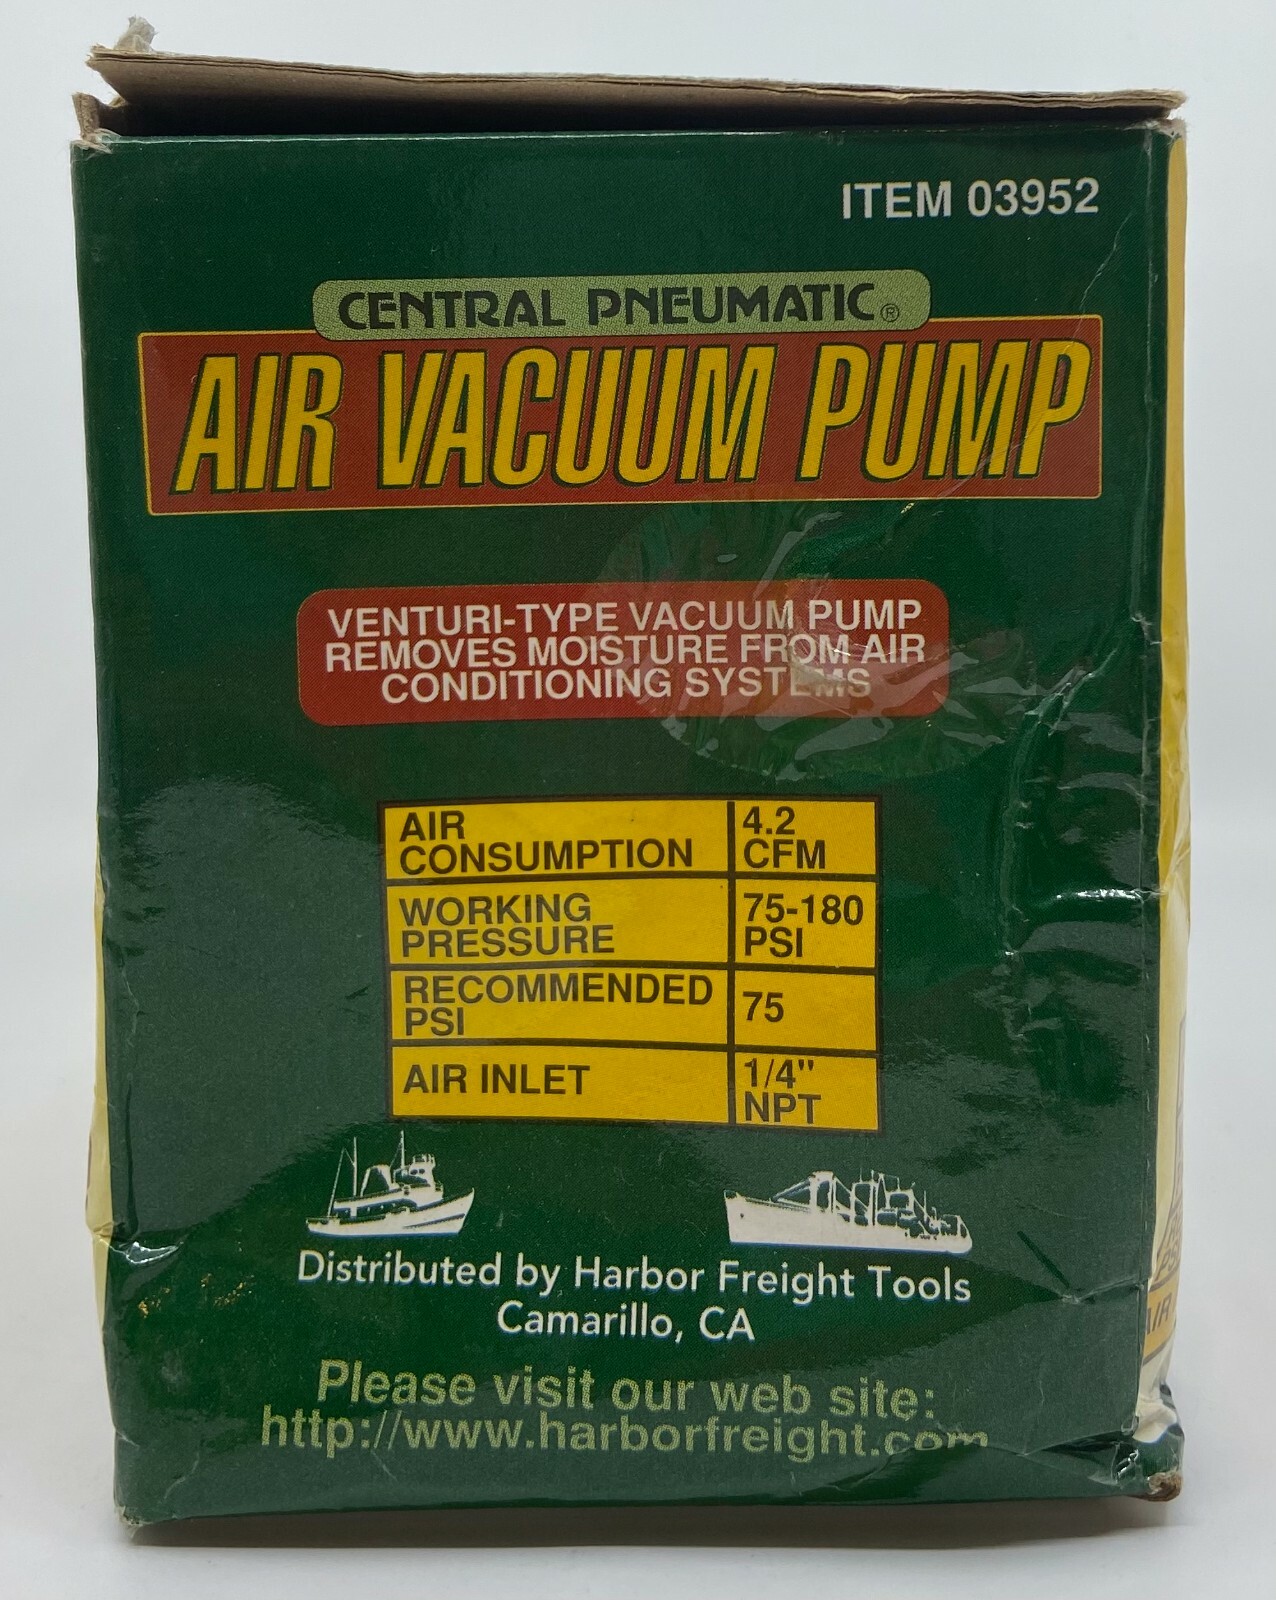 ITEM 03952
CENTRAL PNEUMATIC®
AIR VACUUM PUMP
VENTURI-TYPE VACUUM PUMP
REMOVES MOISTURE FROM AIR
CONDITIONING SYSTEMS
AIR CONSUMPTION 4.2 CFM
WORKING PRESSURE 75-180 PSI
RECOMMENDED PSI 75
AIR INLET 1/4" NPT
Distributed by Harbor Freight Tools
Camarillo, CA
Please visit our web site:
http://www.harborfreight.com
AIR